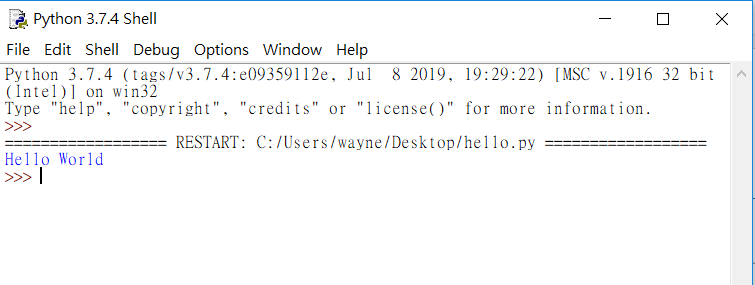 Python 3.7.4 Shell
File Edit Shell Debug Options Window Help
Python 3.7.4 (tags/v3.7.4:e09359112e, Jul  8 2019, 19:29:22) [MSC v.1916 32 bit
(Intel)] on win32
Type "help", "copyright", "credits" or "license()" for more information.
>>>
================== RESTART: C:/Users/wayne/Desktop/hello.py ==================
Hello World
>>>